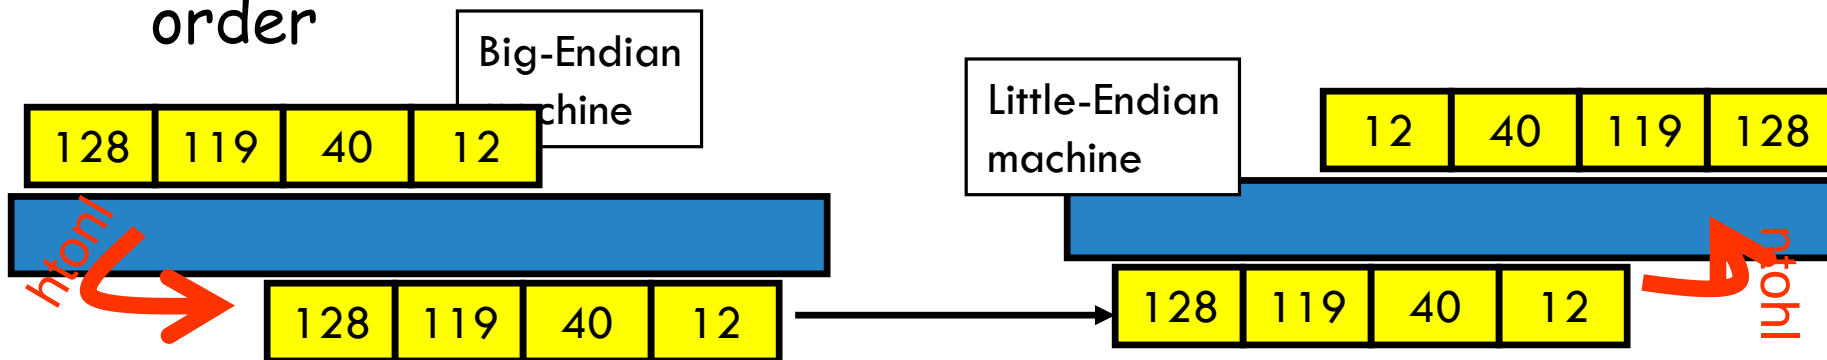 order
Big-Endian
chine
128 119 40 12
htonl
128 119 40 12
Little-Endian
machine
12 40 119 128
128 119 40 12
ntohl